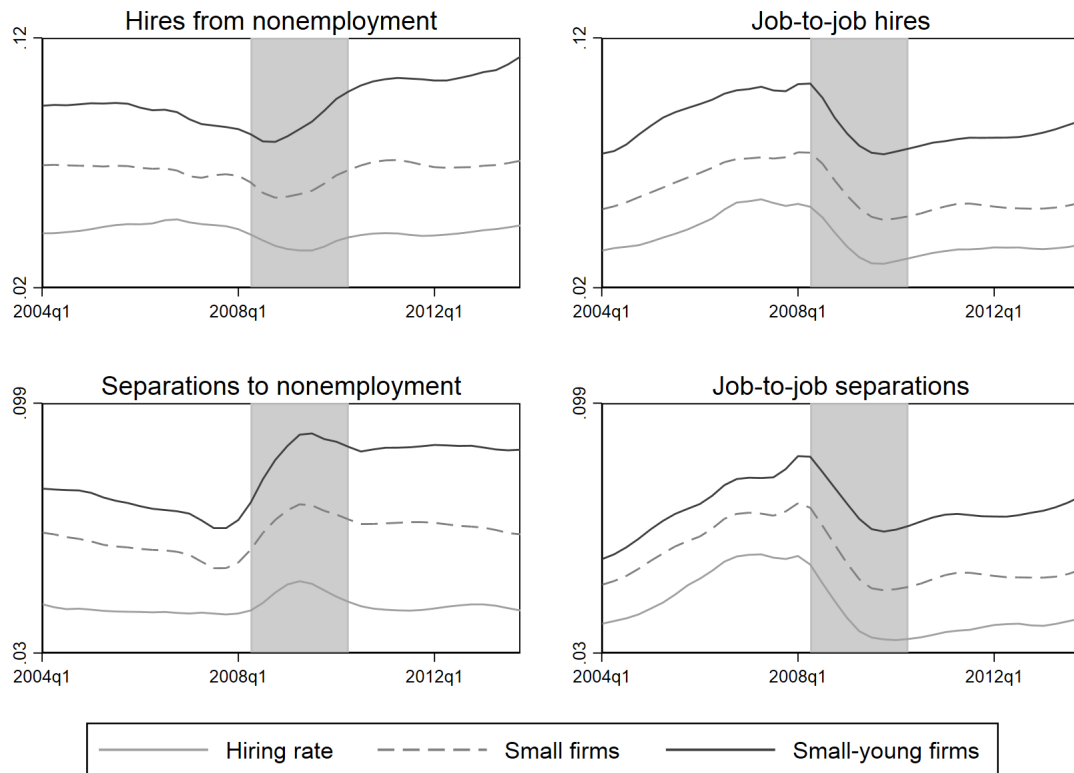 Hires from nonemployment
Job-to-job hires
.12
.02
2004q1 2008q1 2012q1
.12
.02
2004q1 2008q1 2012q1
Separations to nonemployment
Job-to-job separations
.099
.03
2004q1 2008q1 2012q1
.099
.03
2004q1 2008q1 2012q1
Hiring rate Small firms Small-young firms